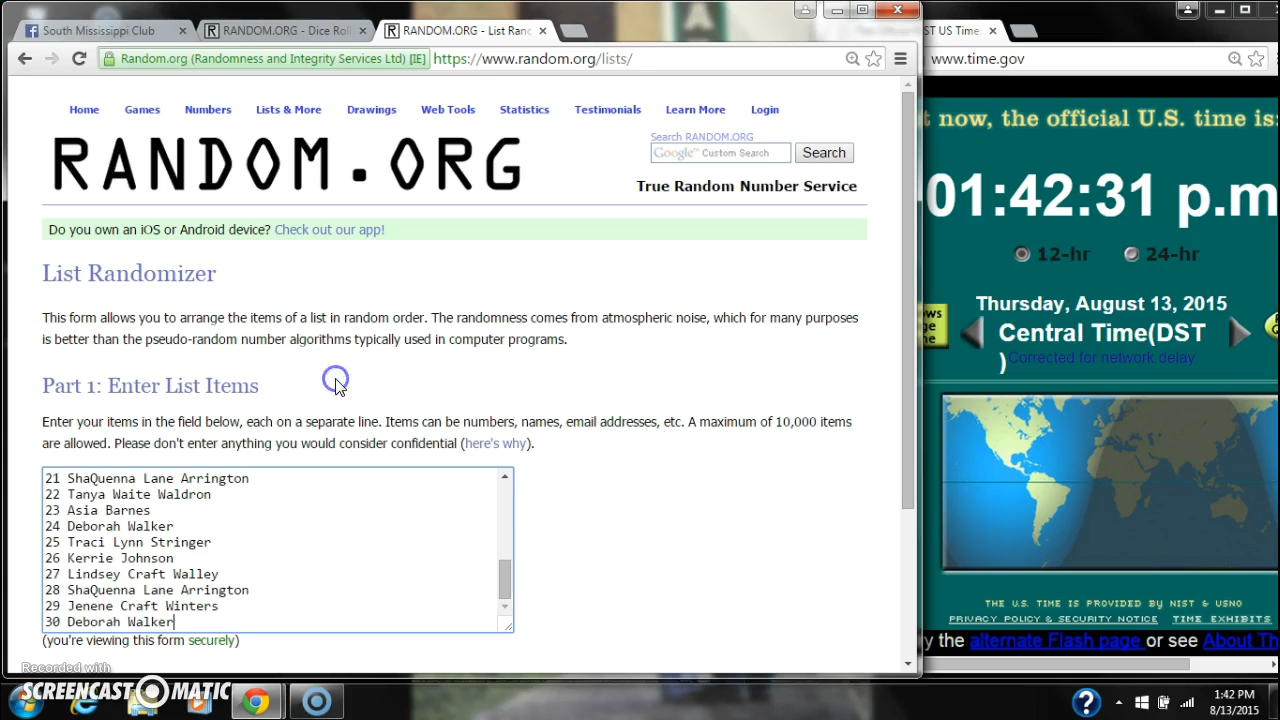 South Mississippi Club
RANDOM.ORG - Dice Roll
RANDOM.ORG - List Ran
ST US Time
Random.org (Randomness and Integrity Services Ltd) [IE]
https://www.random.org/lists/
www.time.gov
Home
Games
Numbers
Lists & More
Drawings
Web Tools
Statistics
Testimonials
Learn More
Login
RANDOM.ORG
Search RANDOM.ORG
Google™ Custom Search
Search
True Random Number Service
Do you own an iOS or Android device? Check out our app!
List Randomizer
This form allows you to arrange the items of a list in random order. The randomness comes from atmospheric noise, which for many purposes
is better than the pseudo-random number algorithms typically used in computer programs.
Part 1: Enter List Items
Enter your items in the field below, each on a separate line. Items can be numbers, names, email addresses, etc. A maximum of 10,000 items
are allowed. Please don't enter anything you would consider confidential (here's why).
21 ShaQuenna Lane Arrington
22 Tanya Waite Waldron
23 Asia Barnes
24 Deborah Walker
25 Traci Lynn Stringer
26 Kerrie Johnson
27 Lindsey Craft Walley
28 ShaQuenna Lane Arrington
29 Jenene Craft Winters
30 Deborah Walker
(you're viewing this form securely)
t now, the official U.S. time is:
01:42:31 p.m
12-hr
24-hr
Thursday, August 13, 2015
Central Time(DST
)
Corrected for network delay
ows
ge
me
THE U.S. TIME IS PROVIDED BY NIST & USNO
PRIVACY POLICY & SECURITY NOTICE
TIME EXHIBITS
y the alternate Flash page or see About Th
Recorded with
SCREENCAST MATIC
1:42 PM
8/13/2015